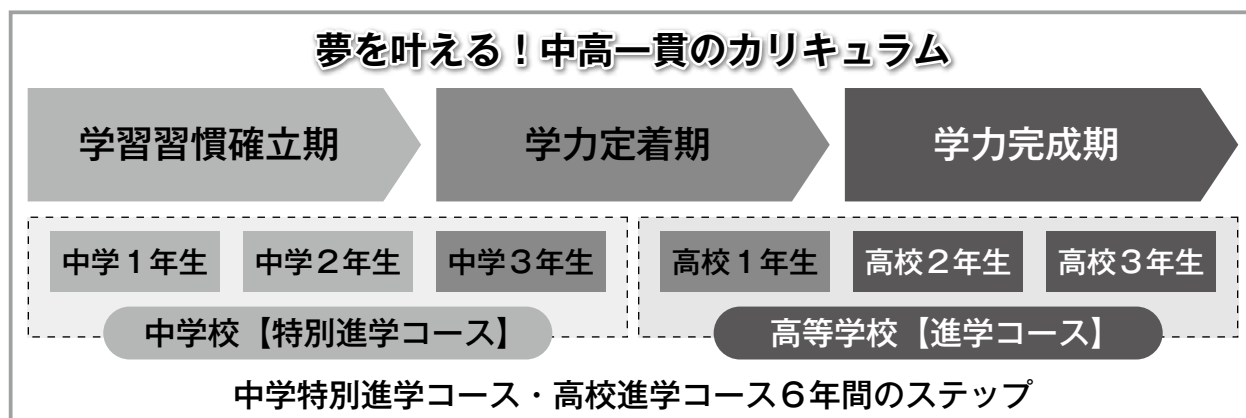 夢を叶える！中高一貫のカリキュラム
学習習慣確立期 学力定着期 学力完成期
中学１年生 中学２年生 中学３年生 高校１年生 高校２年生 高校３年生
中学校【特別進学コース】 高等学校【進学コース】
中学特別進学コース・高校進学コース６年間のステップ